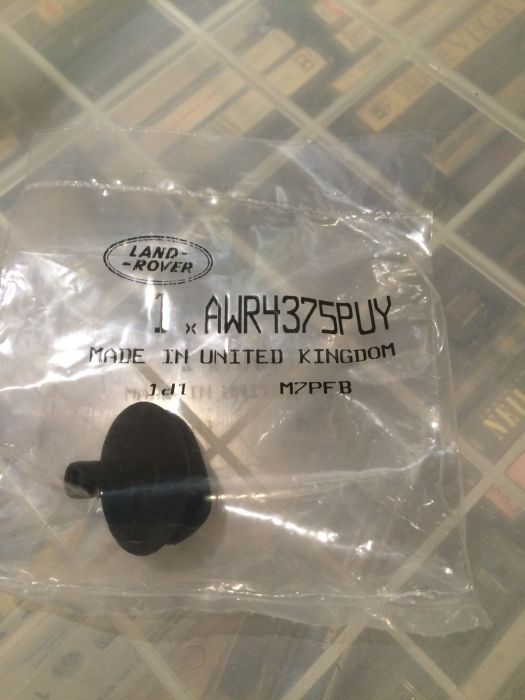 LAND-
-ROVER
1 x AWR4375PUY
MADE IN UNITED KINGDOM
1d1 M7PFB